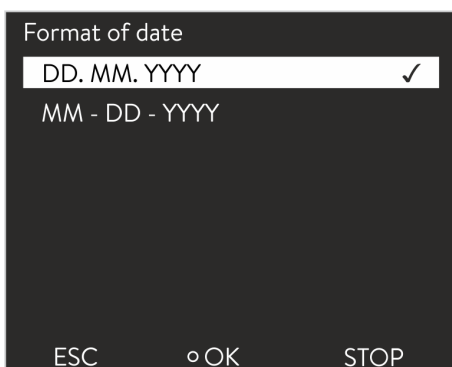 Format of date
DD. MM. YYYY ✓
MM - DD - YYYY
ESC OK STOP